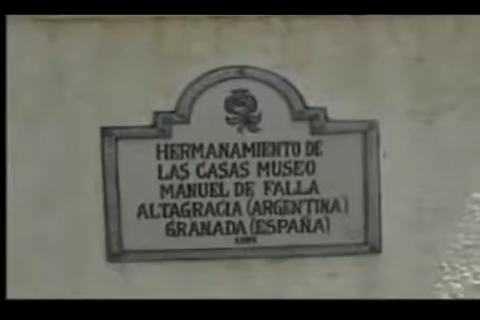 HERMANAMIENTO DE
LAS CASAS MUSEO
MANUEL DE FALLA
ALTAGRACIA (ARGENTINA)
GRANADA (ESPAÑA)